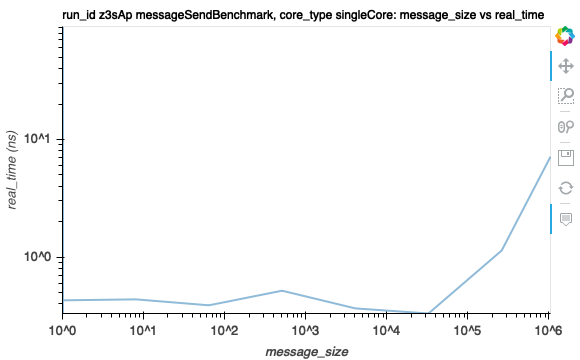 run_id z3sAp messageSendBenchmark, core_type singleCore: message_size vs real_time
real_time (ns)
10^1
10^0
10^0 10^1 10^2 10^3 10^4 10^5 10^6
message_size